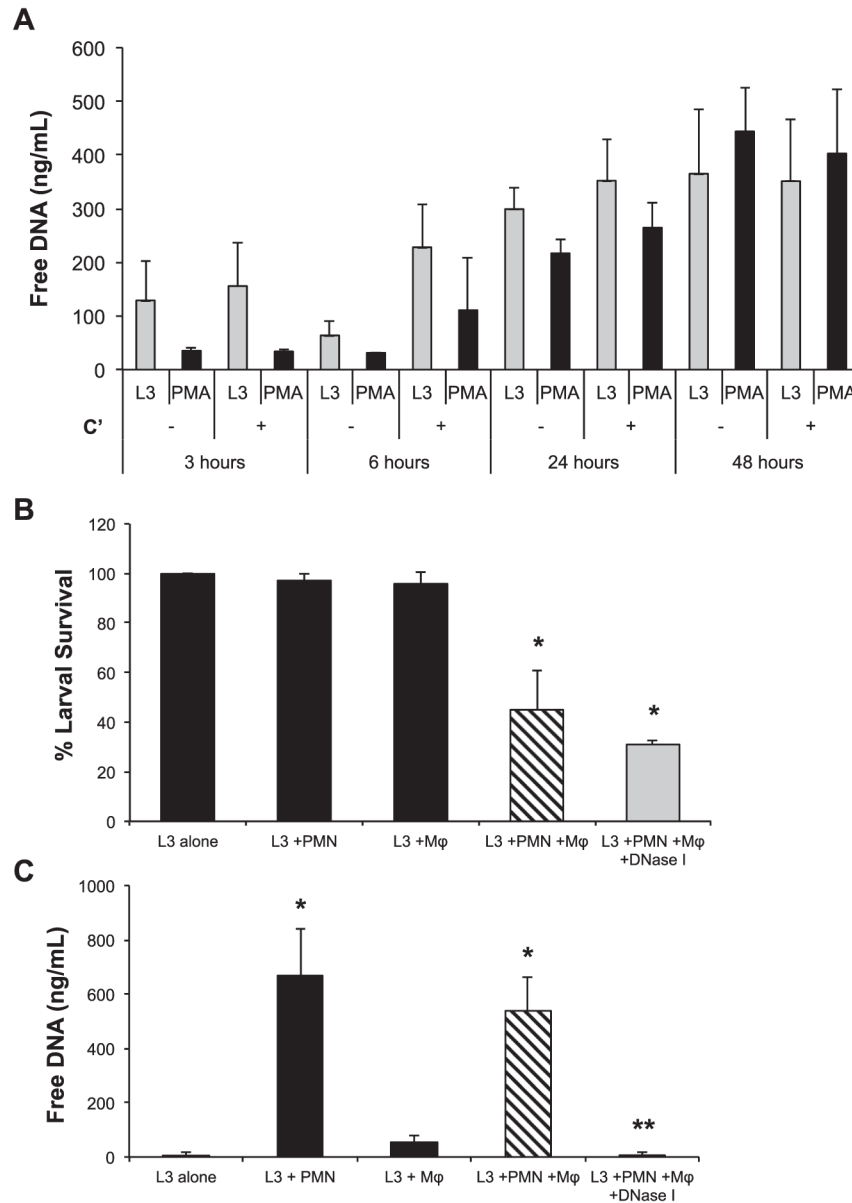 A
Free DNA (ng/mL)
600
500
400
300
200
100
0
L3 PMA L3 PMA L3 PMA L3 PMA L3 PMA L3 PMA L3 PMA L3 PMA
C' - + - + - + - +
3 hours 6 hours 24 hours 48 hours
B
% Larval Survival
120
100
80
60
40
20
0
*
*
L3 alone L3 +PMN L3 +Mφ L3 +PMN +Mφ L3 +PMN +Mφ
+DNase I
C
Free DNA (ng/mL)
1000
800
600
400
200
0
*
*
**
L3 alone L3 + PMN L3 + Mφ L3 +PMN +Mφ L3 +PMN +Mφ
+DNase I